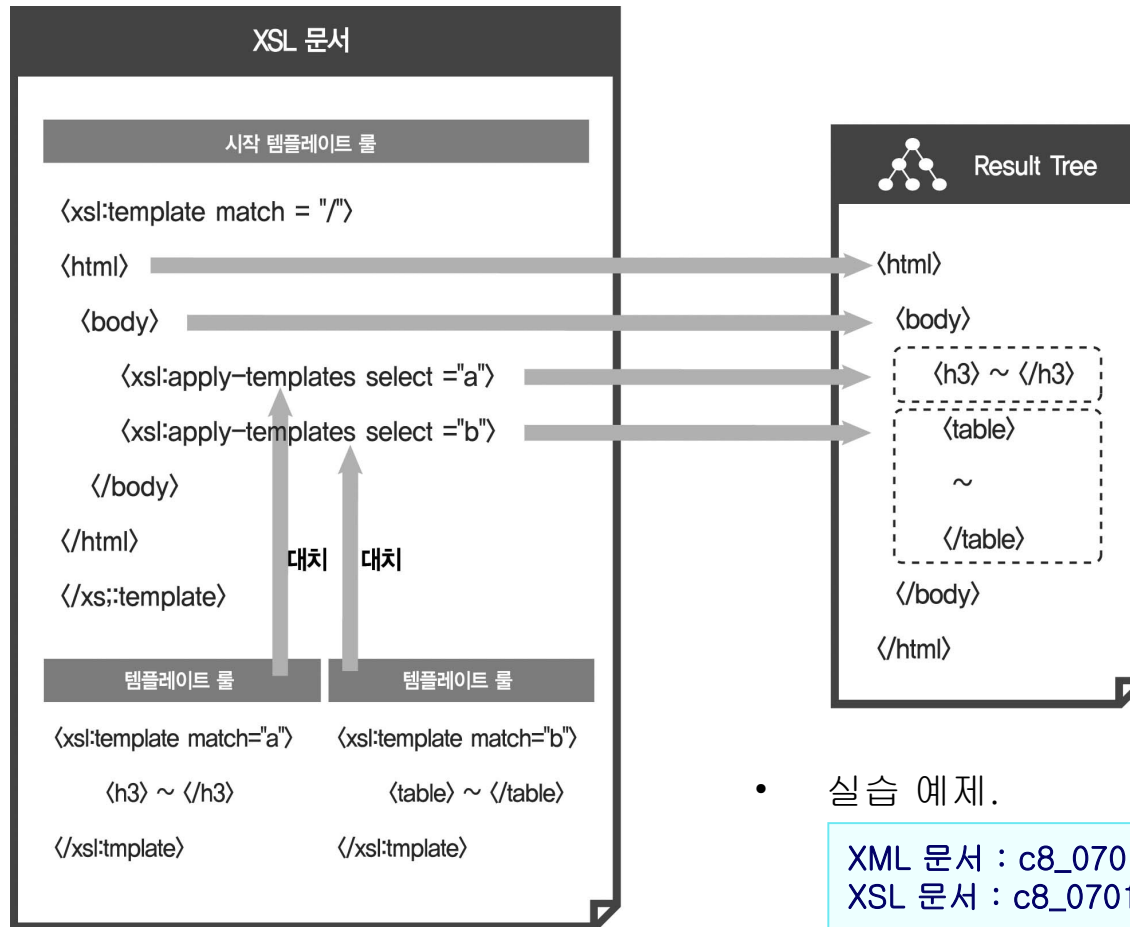 XSL 문서
시작 템플레이트 룰
<xsl:template match = "/">
<html>
<body>
<xsl:apply-templates select ="a">
<xsl:apply-templates select ="b">
</body>
</html>
대치 대치
</xs;:template>
템플레이트 룰
<xsl:template match="a">
<h3> ~ </h3>
</xsl:tmplate>
템플레이트 룰
<xsl:template match="b">
<table> ~ </table>
</xsl:tmplate>
Result Tree
<html>
<body>
<h3> ~ </h3>
<table>
~
</table>
</body>
</html>
• 실습 예제.
XML 문서 : c8_070
XSL 문서 : c8_0701